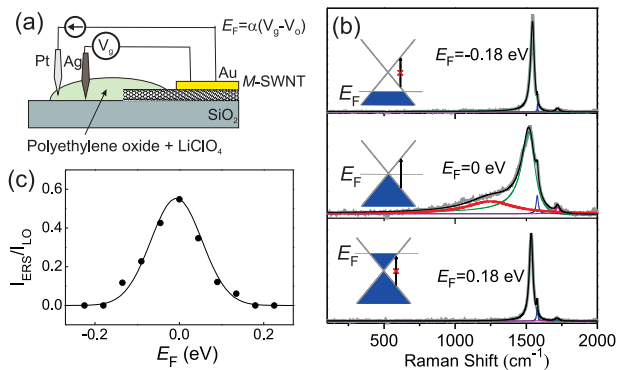 (a)
E_F=α(V_g-V_o)
V_g
Pt
Ag
Au
M-SWNT
SiO_2
Polyethylene oxide + LiClO_4
(b)
E_F
E_F=-0.18 eV
E_F
E_F=0 eV
E_F
E_F=0.18 eV
500 1000 1500 2000
Raman Shift (cm^-1)
(c)
I_ERS/I_LO
0.6
0.4
0.2
0.0
-0.2 0.0 0.2
E_F (eV)